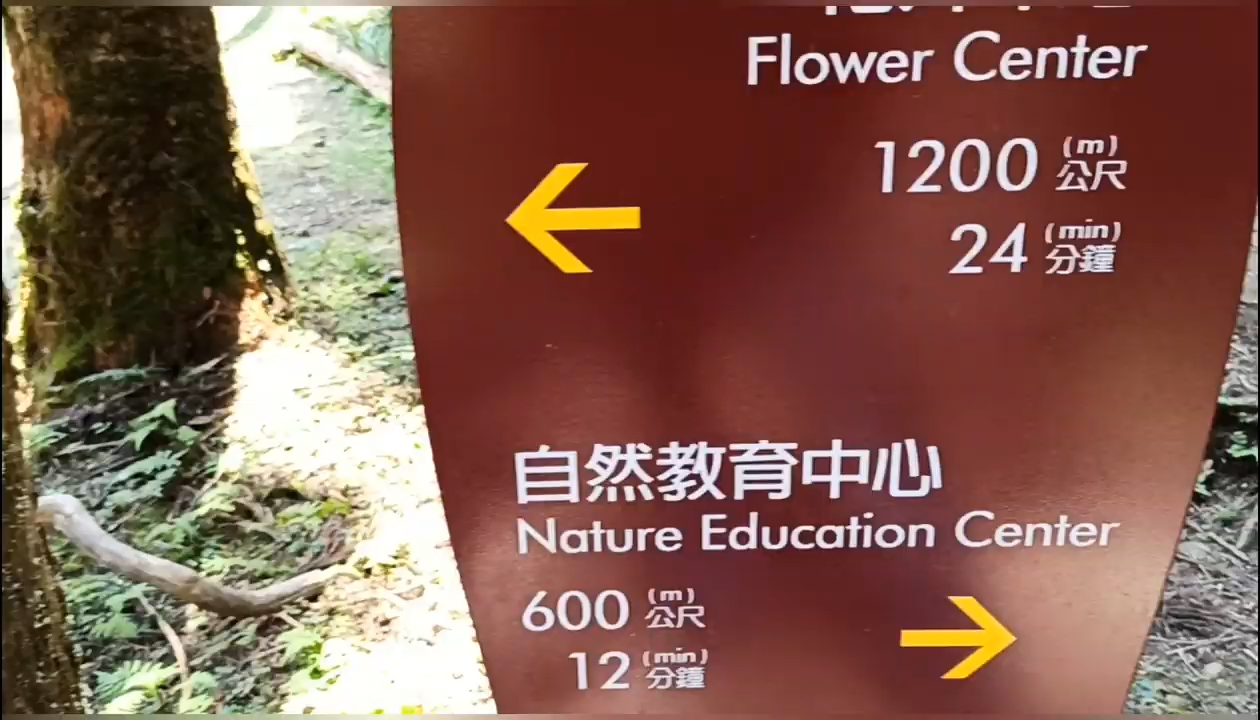 Flower Center
1200 (m) 公尺
24 (min) 分鐘
自然教育中心
Nature Education Center
600 (m) 公尺
12 (min) 分鐘